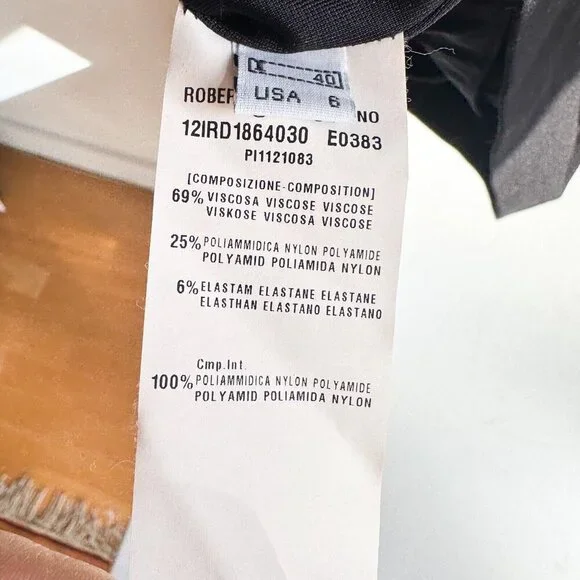 40
USA 6
ROBER NO
12IRD1864030 E0383
PI1121083
[COMPOSIZIONE-COMPOSITION]
69% VISCOSA VISCOSE VISCOSE
VISKOSE VISCOSA VISCOSE
25% POLIAMMIDICA NYLON POLYAMIDE
POLYAMID POLIAMIDA NYLON
6% ELASTAM ELASTANE ELASTANE
ELASTHAN ELASTANO ELASTANO
Cmp.Int.
100% POLIAMMIDICA NYLON POLYAMIDE
POLYAMID POLIAMIDA NYLON